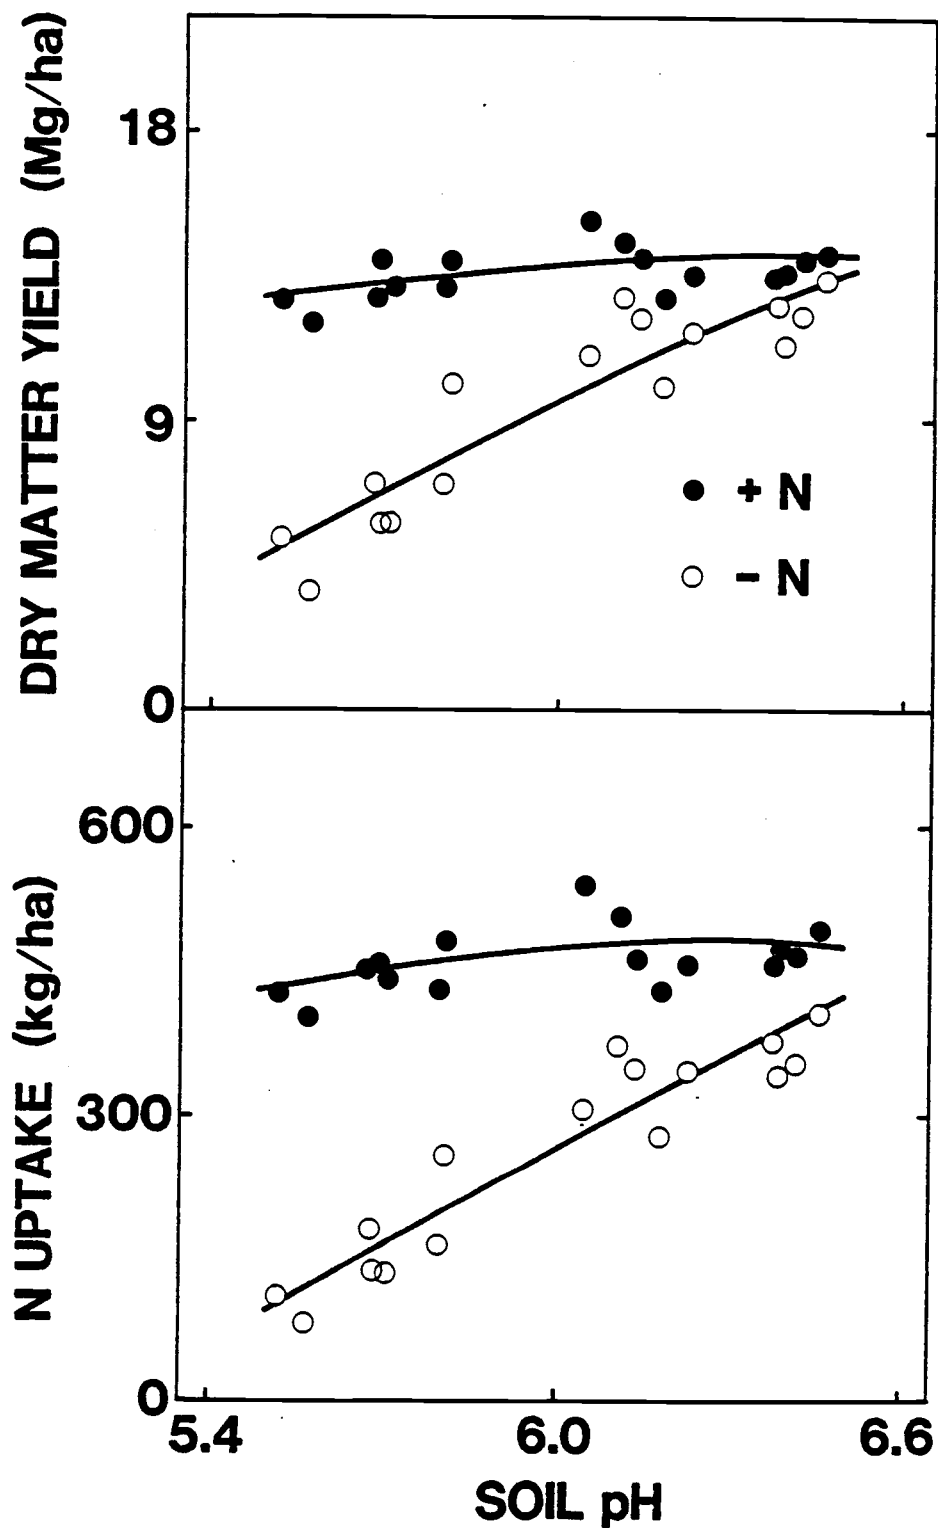 DRY MATTER YIELD (Mg/ha)
18
9
0
+ N
- N
N UPTAKE (kg/ha)
600
300
0
5.4 6.0 6.6
SOIL pH